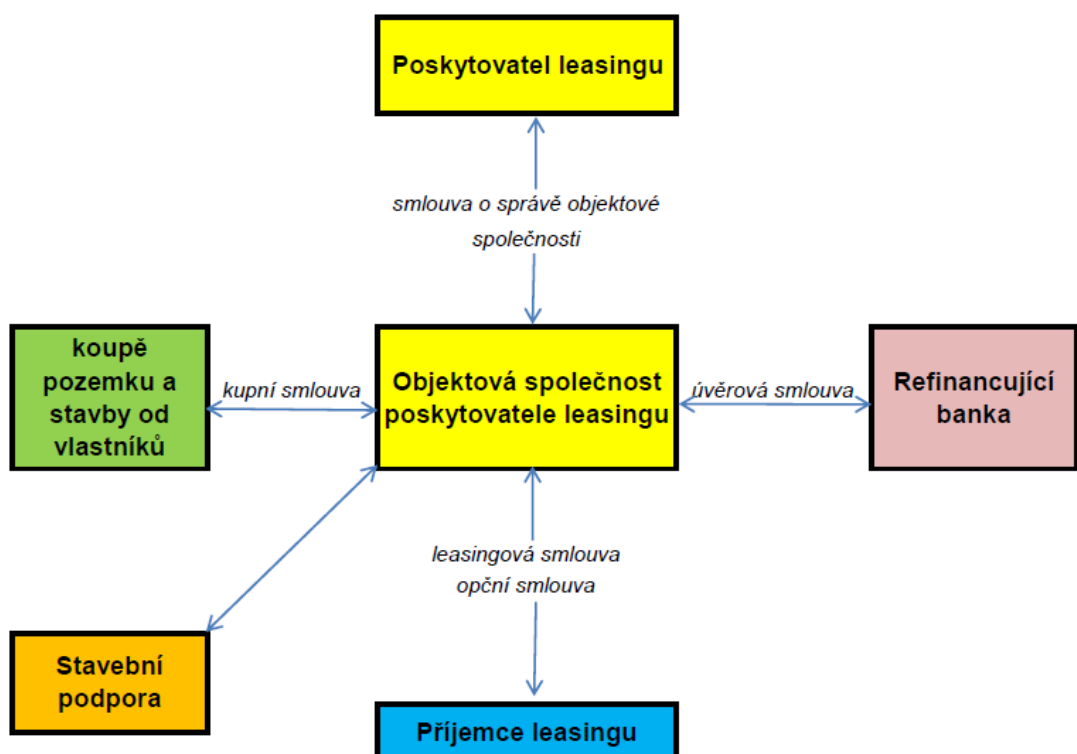 Poskytovatel leasingu
smlouva o správě objektové
společnosti
koupě
pozemku a
stavby od
vlastníků
kupní smlouva
Objektová společnost
poskytovatele leasingu
úvěrová smlouva
Refinancující
banka
leasingová smlouva
opční smlouva
Stavební
podpora
Příjemce leasingu